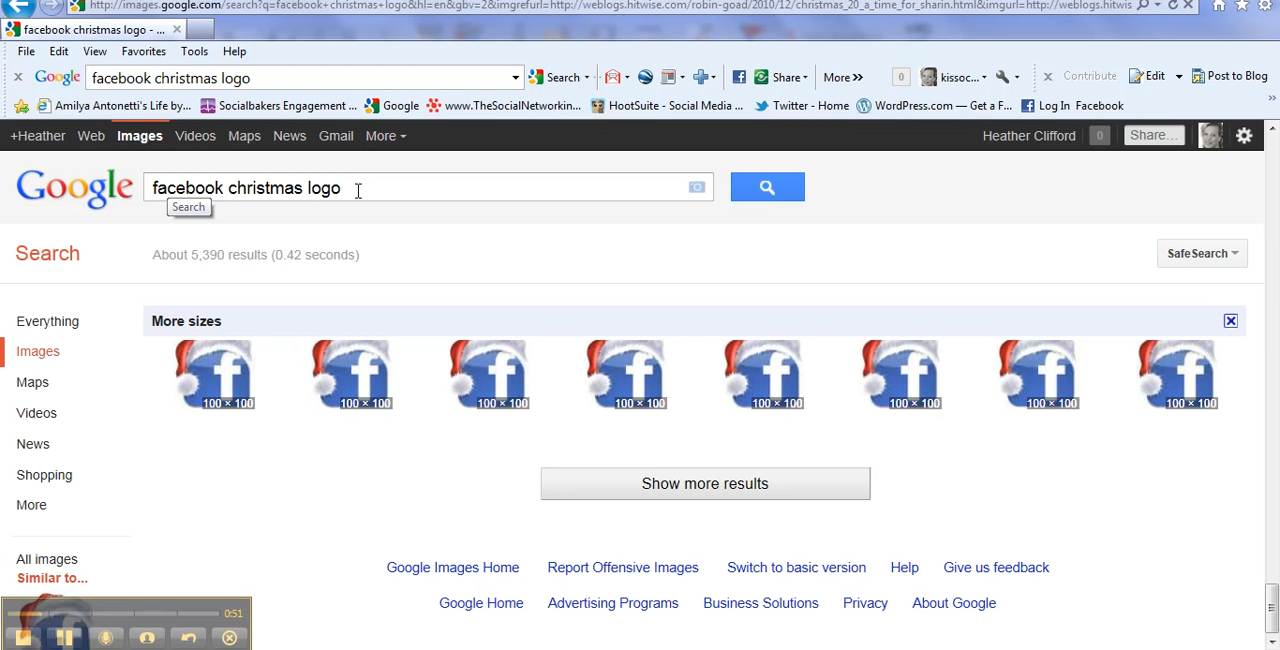 http://images.google.com/search?q=facebook+christmas+logo&hl=en&gbv=2&imgrefurl=http://weblogs.hitwise.com/robin-goad/2010/12/christmas_20_a_time_for_sharin.html&imgurl=http://weblogs.hitwis
facebook christmas logo - ...
File Edit View Favorites Tools Help
Google facebook christmas logo Search Share More >> 0 kissoc... Contribute Edit Post to Blog
Amilya Antonetti's Life by... Socialbakers Engagement ... Google www.TheSocialNetworkin... HootSuite - Social Media ... Twitter - Home WordPress.com — Get a F... Log In Facebook
+Heather Web Images Videos Maps News Gmail More Heather Clifford 0 Share...
Google facebook christmas logo
Search
Search About 5,390 results (0.42 seconds) SafeSearch
Everything
Images
Maps
Videos
News
Shopping
More
All images
Similar to...
More sizes
100 × 100 100 × 100 100 × 100 100 × 100 100 × 100 100 × 100 100 × 100 100 × 100
Show more results
Google Images Home Report Offensive Images Switch to basic version Help Give us feedback
Google Home Advertising Programs Business Solutions Privacy About Google
0:51